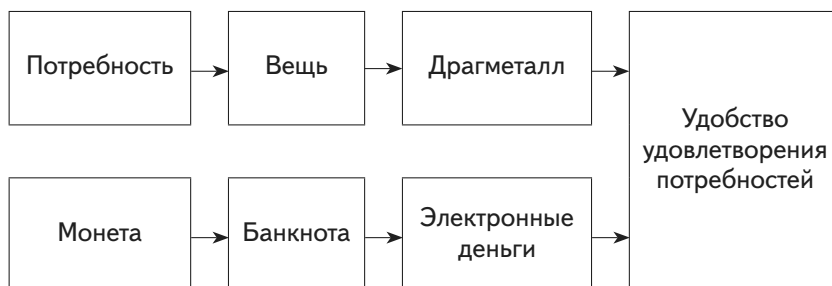 Потребность
Вещь
Драгметалл
Удобство
удовлетворения
потребностей
Монета
Банкнота
Электронные
деньги